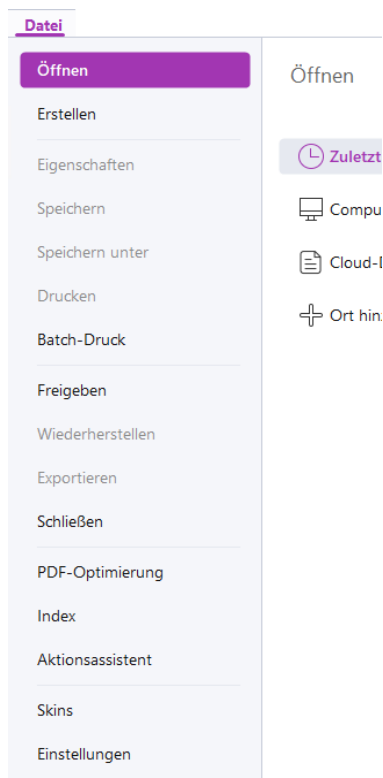 Datei
Öffnen
Erstellen
Eigenschaften
Speichern
Speichern unter
Drucken
Batch-Druck
Freigeben
Wiederherstellen
Exportieren
Schließen
PDF-Optimierung
Index
Aktionsassistent
Skins
Einstellungen
Öffnen
Zuletzt
Compu
Cloud-
Ort hin